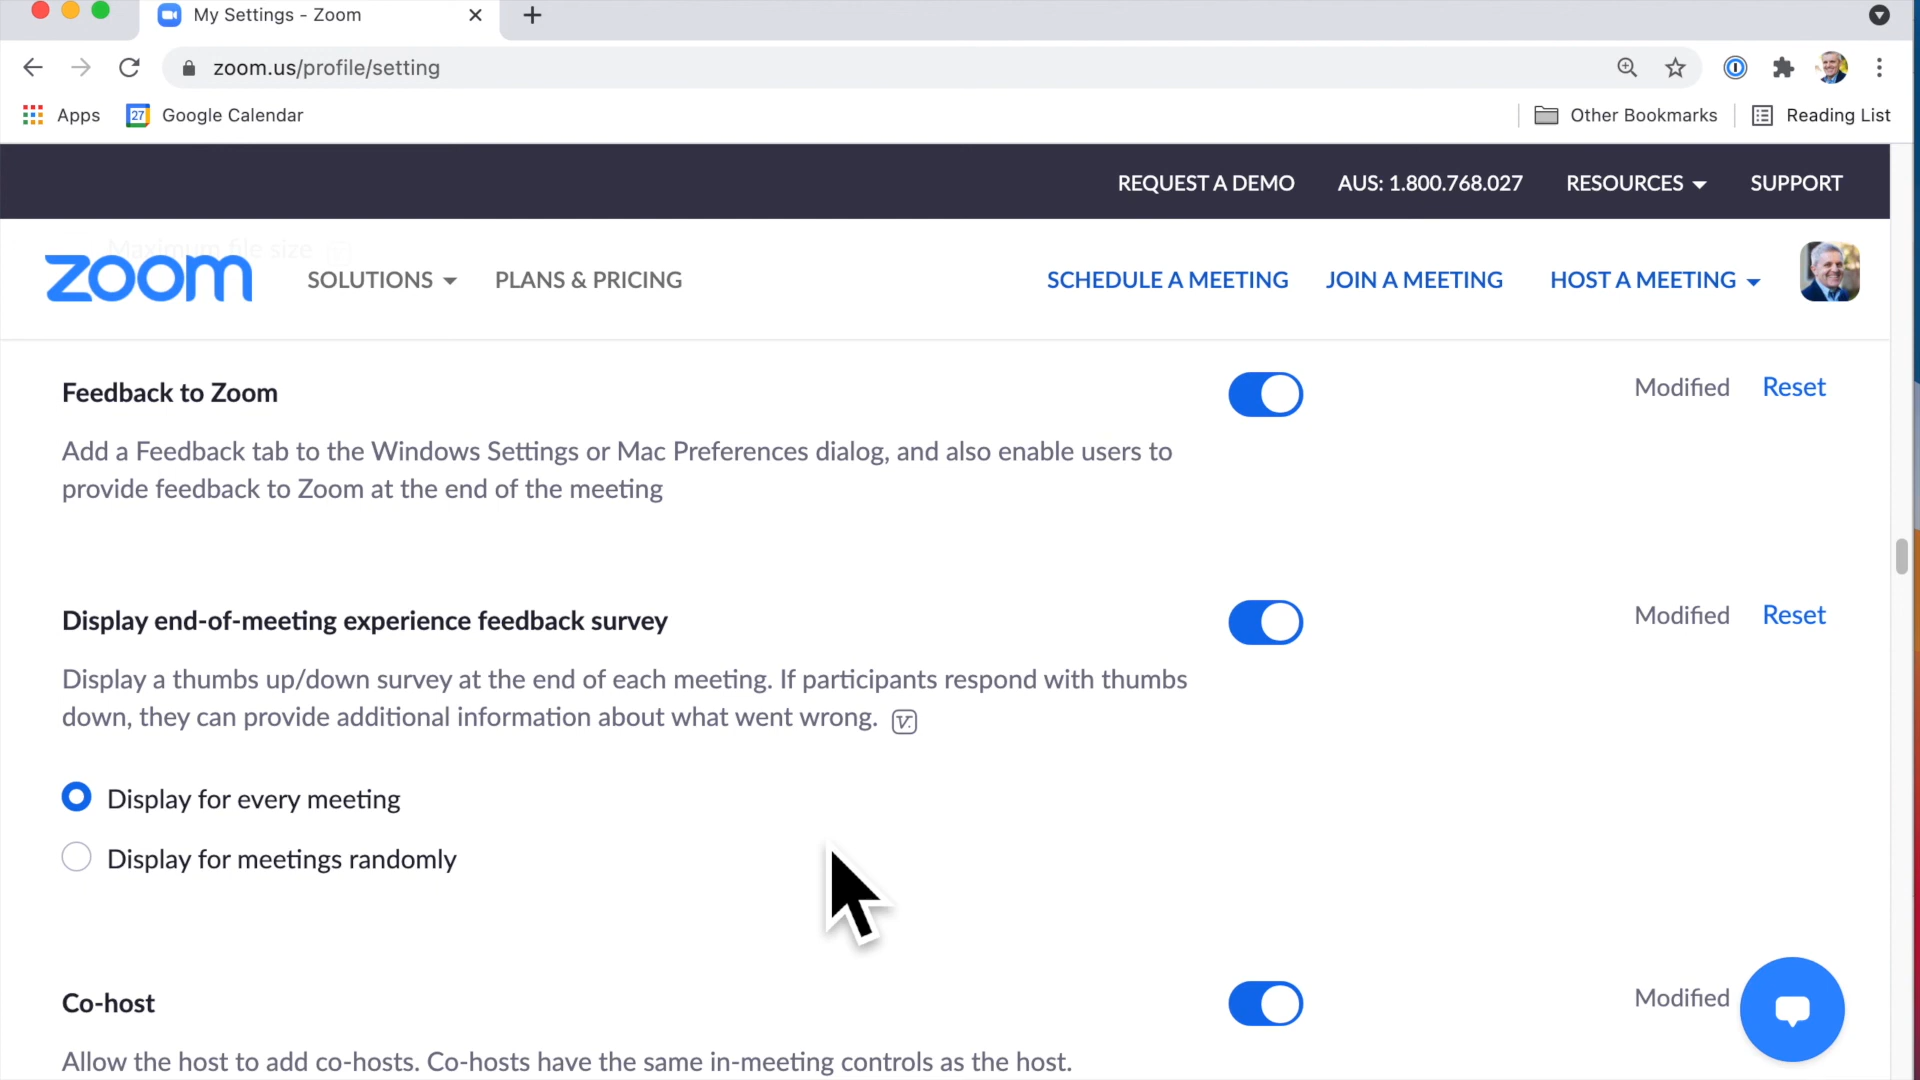 My Settings - Zoom
zoom.us/profile/setting
Apps
27
Google Calendar
Other Bookmarks
Reading List
REQUEST A DEMO
AUS: 1.800.768.027
RESOURCES
SUPPORT
Maximum file size
zoom
SOLUTIONS
PLANS & PRICING
SCHEDULE A MEETING
JOIN A MEETING
HOST A MEETING
Feedback to Zoom
Modified
Reset
Add a Feedback tab to the Windows Settings or Mac Preferences dialog, and also enable users to
provide feedback to Zoom at the end of the meeting
Display end-of-meeting experience feedback survey
Modified
Reset
Display a thumbs up/down survey at the end of each meeting. If participants respond with thumbs
down, they can provide additional information about what went wrong.
Display for every meeting
Display for meetings randomly
Co-host
Modified
Allow the host to add co-hosts. Co-hosts have the same in-meeting controls as the host.